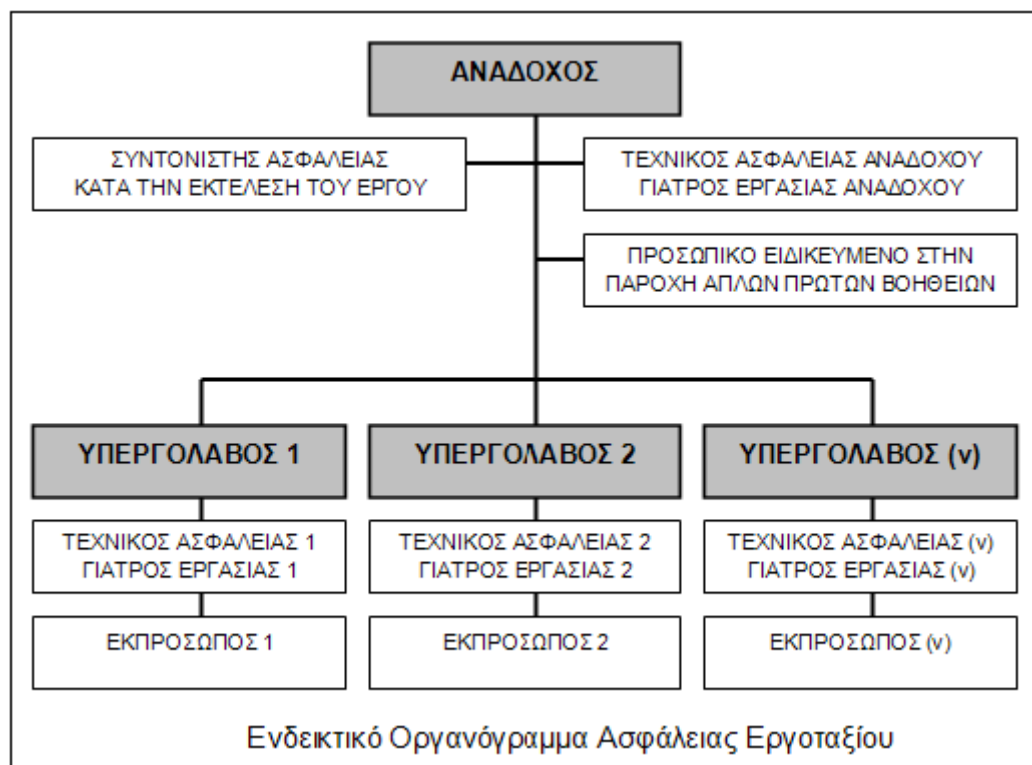 ΑΝΑΔΟΧΟΣ
ΣΥΝΤΟΝΙΣΤΗΣ ΑΣΦΑΛΕΙΑΣ
ΚΑΤΑ ΤΗΝ ΕΚΤΕΛΕΣΗ ΤΟΥ ΕΡΓΟΥ
ΤΕΧΝΙΚΟΣ ΑΣΦΑΛΕΙΑΣ ΑΝΑΔΟΧΟΥ
ΓΙΑΤΡΟΣ ΕΡΓΑΣΙΑΣ ΑΝΑΔΟΧΟΥ
ΠΡΟΣΩΠΙΚΟ ΕΙΔΙΚΕΥΜΕΝΟ ΣΤΗΝ
ΠΑΡΟΧΗ ΑΠΛΩΝ ΠΡΩΤΩΝ ΒΟΗΘΕΙΩΝ
ΥΠΕΡΓΟΛΑΒΟΣ 1
ΤΕΧΝΙΚΟΣ ΑΣΦΑΛΕΙΑΣ 1
ΓΙΑΤΡΟΣ ΕΡΓΑΣΙΑΣ 1
ΕΚΠΡΟΣΩΠΟΣ 1
ΥΠΕΡΓΟΛΑΒΟΣ 2
ΤΕΧΝΙΚΟΣ ΑΣΦΑΛΕΙΑΣ 2
ΓΙΑΤΡΟΣ ΕΡΓΑΣΙΑΣ 2
ΕΚΠΡΟΣΩΠΟΣ 2
ΥΠΕΡΓΟΛΑΒΟΣ (ν)
ΤΕΧΝΙΚΟΣ ΑΣΦΑΛΕΙΑΣ (ν)
ΓΙΑΤΡΟΣ ΕΡΓΑΣΙΑΣ (ν)
ΕΚΠΡΟΣΩΠΟΣ (ν)
Ενδεικτικό Οργανόγραμμα Ασφάλειας Εργοταξίου